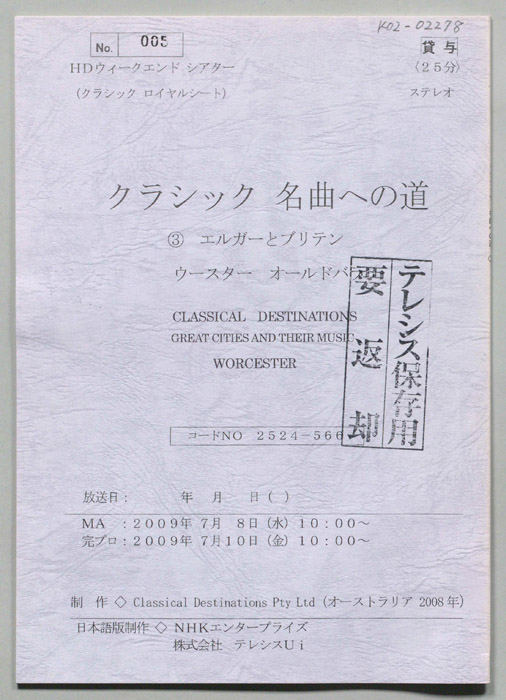 K02-02278
No. 005
貸与
HDウィークエンド シアター
〈25分〉
（クラシック ロイヤルシート）
ステレオ
クラシック 名曲への道
③ エルガーとブリテン
ウースター オールドバラ
CLASSICAL DESTINATIONS
GREAT CITIES AND THEIR MUSIC
WORCESTER
テレシス保存用
要返却
コードNO 2524-566
放送日： 年 月 日（ ）
MA ：2009年 7月 8日（水）10：00～
完プロ：2009年 7月10日（金）10：00～
制 作 ◇ Classical Destinations Pty Ltd（オーストラリア 2008年）
日本語版制作 ◇ NHKエンタープライズ
株式会社 テレシスUi